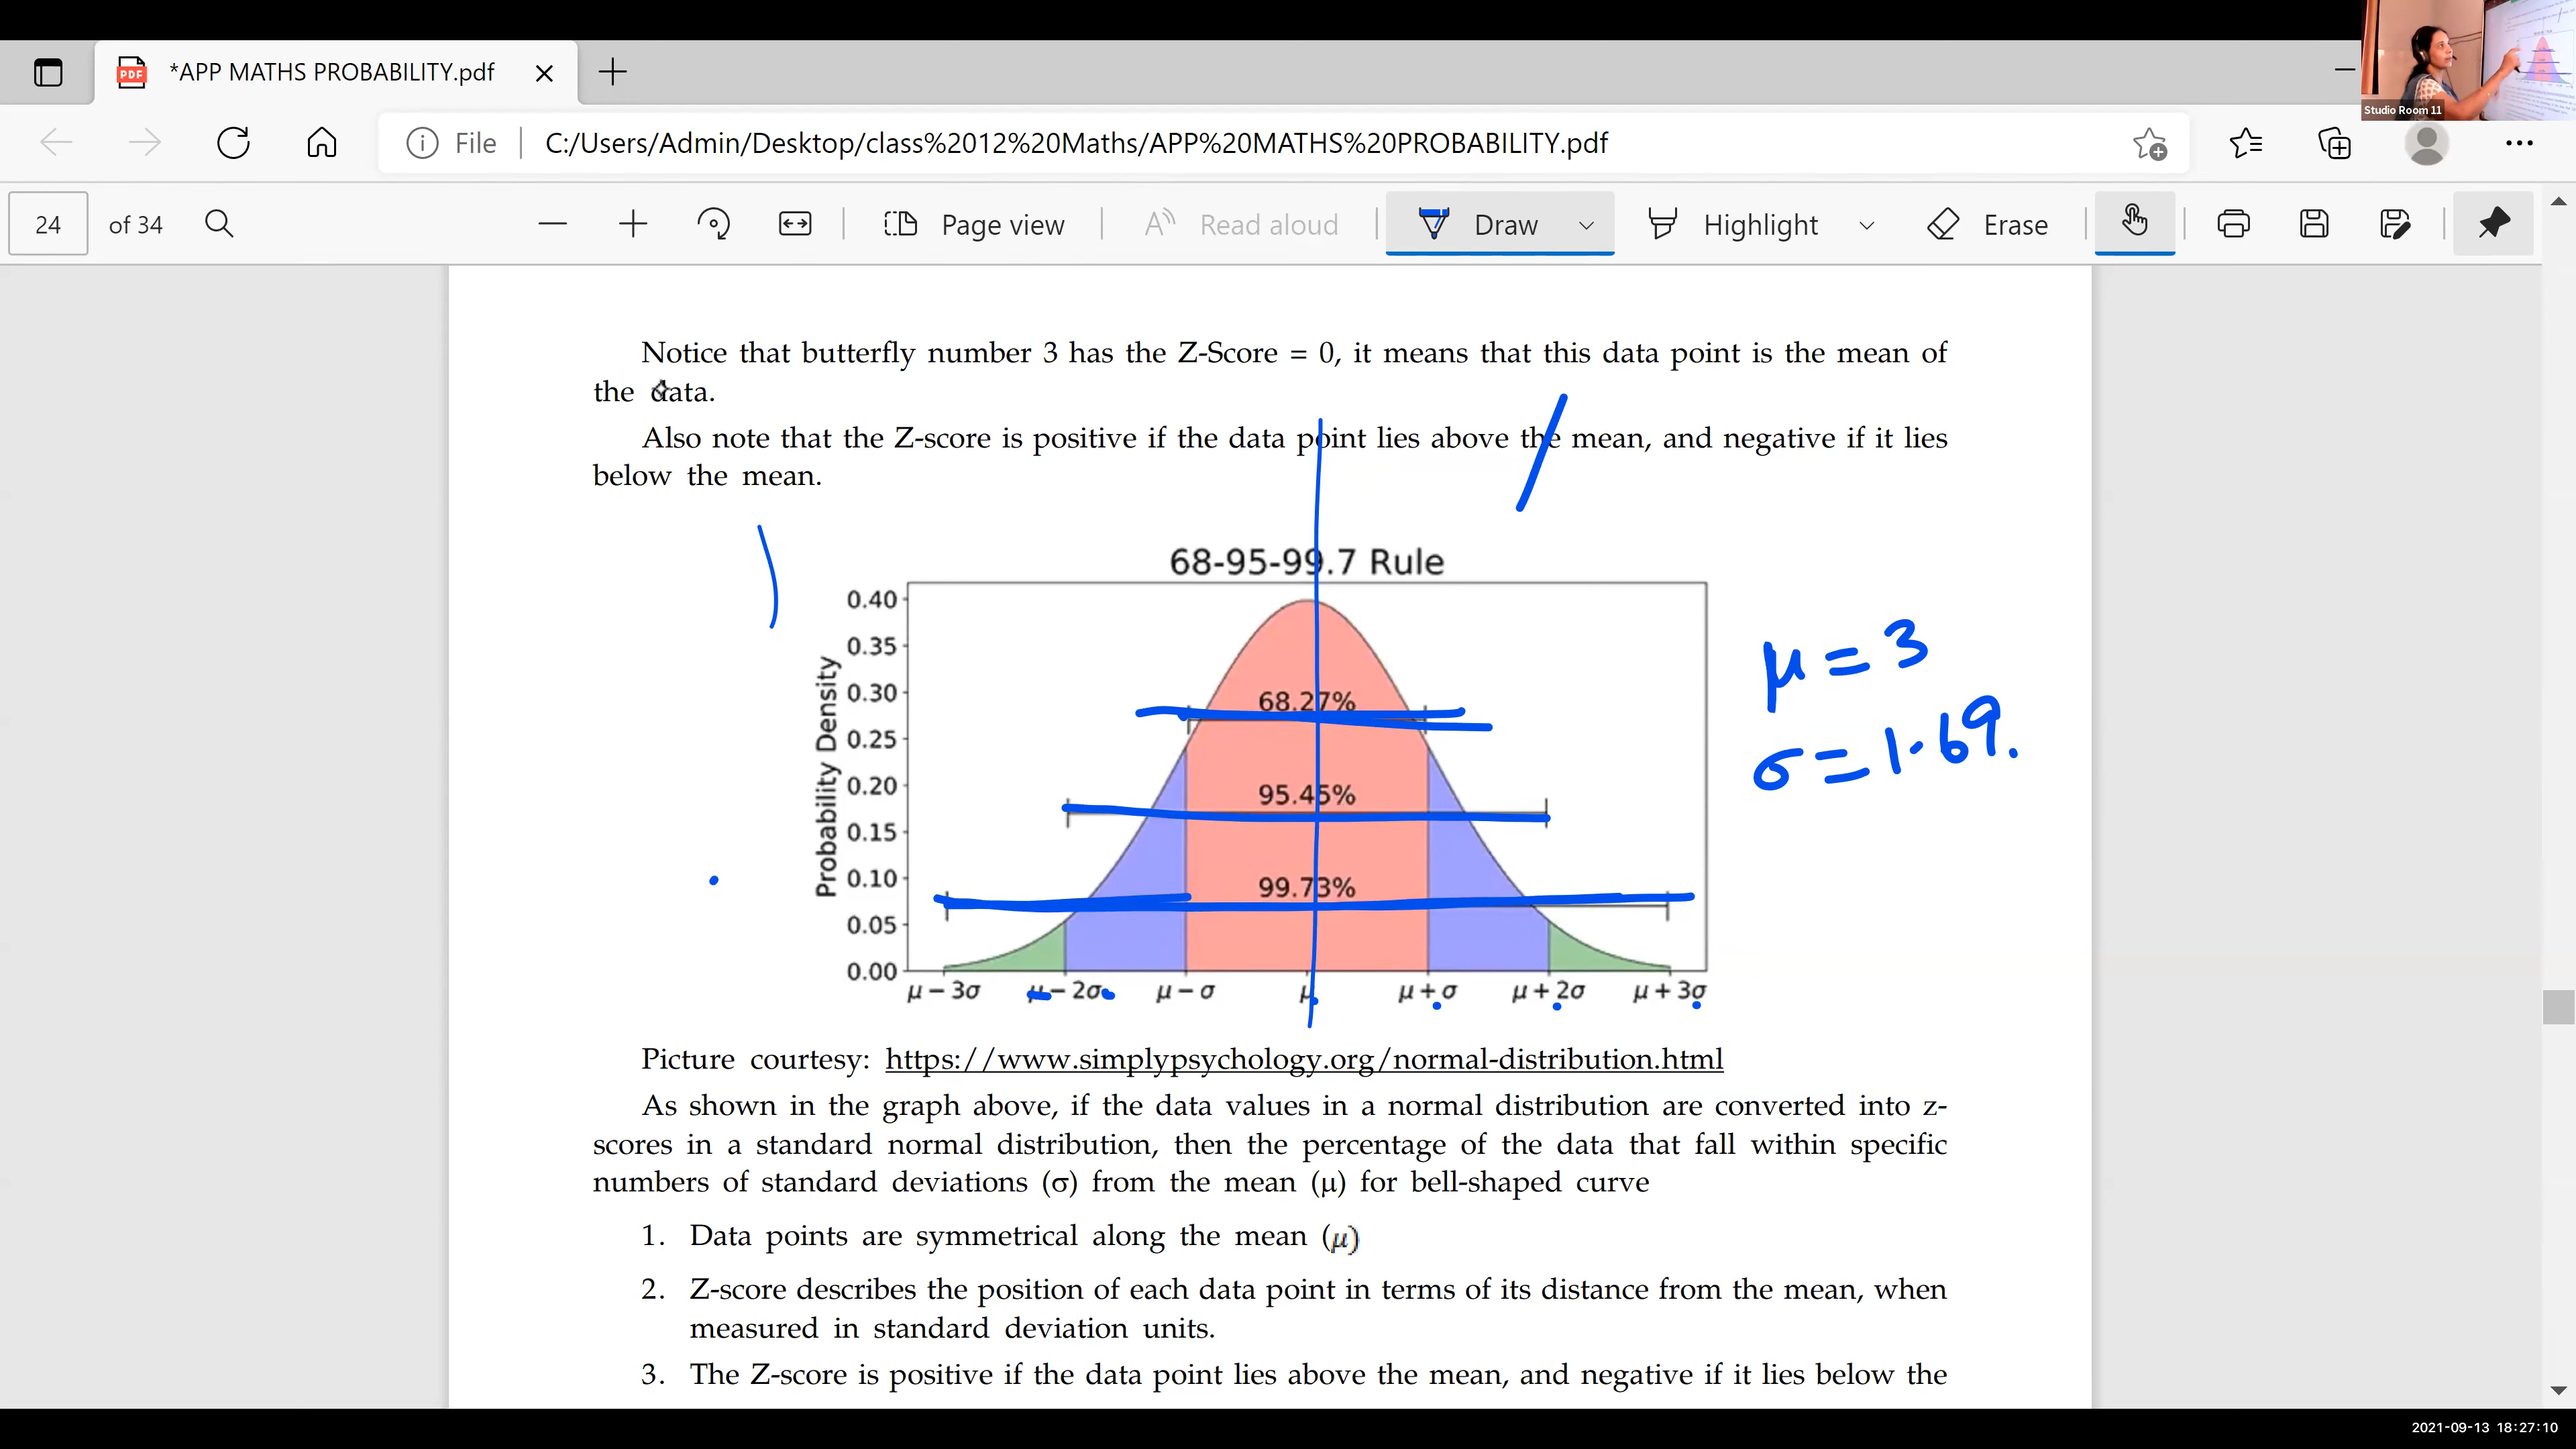 *APP MATHS PROBABILITY.pdf
Studio Room 11
File
C:/Users/Admin/Desktop/class%2012%20Maths/APP%20MATHS%20PROBABILITY.pdf
24 of 34 Page view Read aloud Draw Highlight Erase
Notice that butterfly number 3 has the Z-Score = 0, it means that this data point is the mean of
the data.
Also note that the Z-score is positive if the data point lies above the mean, and negative if it lies
below the mean.
68-95-99.7 Rule
Probability Density
0.40
0.35
0.30
0.25
0.20
0.15
0.10
0.05
0.00
68.27%
95.45%
99.73%
μ − 3σ μ − 2σ μ − σ μ μ + σ μ + 2σ μ + 3σ
μ = 3
σ = 1.69.
Picture courtesy: https://www.simplypsychology.org/normal-distribution.html
As shown in the graph above, if the data values in a normal distribution are converted into z-
scores in a standard normal distribution, then the percentage of the data that fall within specific
numbers of standard deviations (σ) from the mean (μ) for bell-shaped curve
1. Data points are symmetrical along the mean (μ)
2. Z-score describes the position of each data point in terms of its distance from the mean, when
measured in standard deviation units.
3. The Z-score is positive if the data point lies above the mean, and negative if it lies below the
2021-09-13 18:27:10